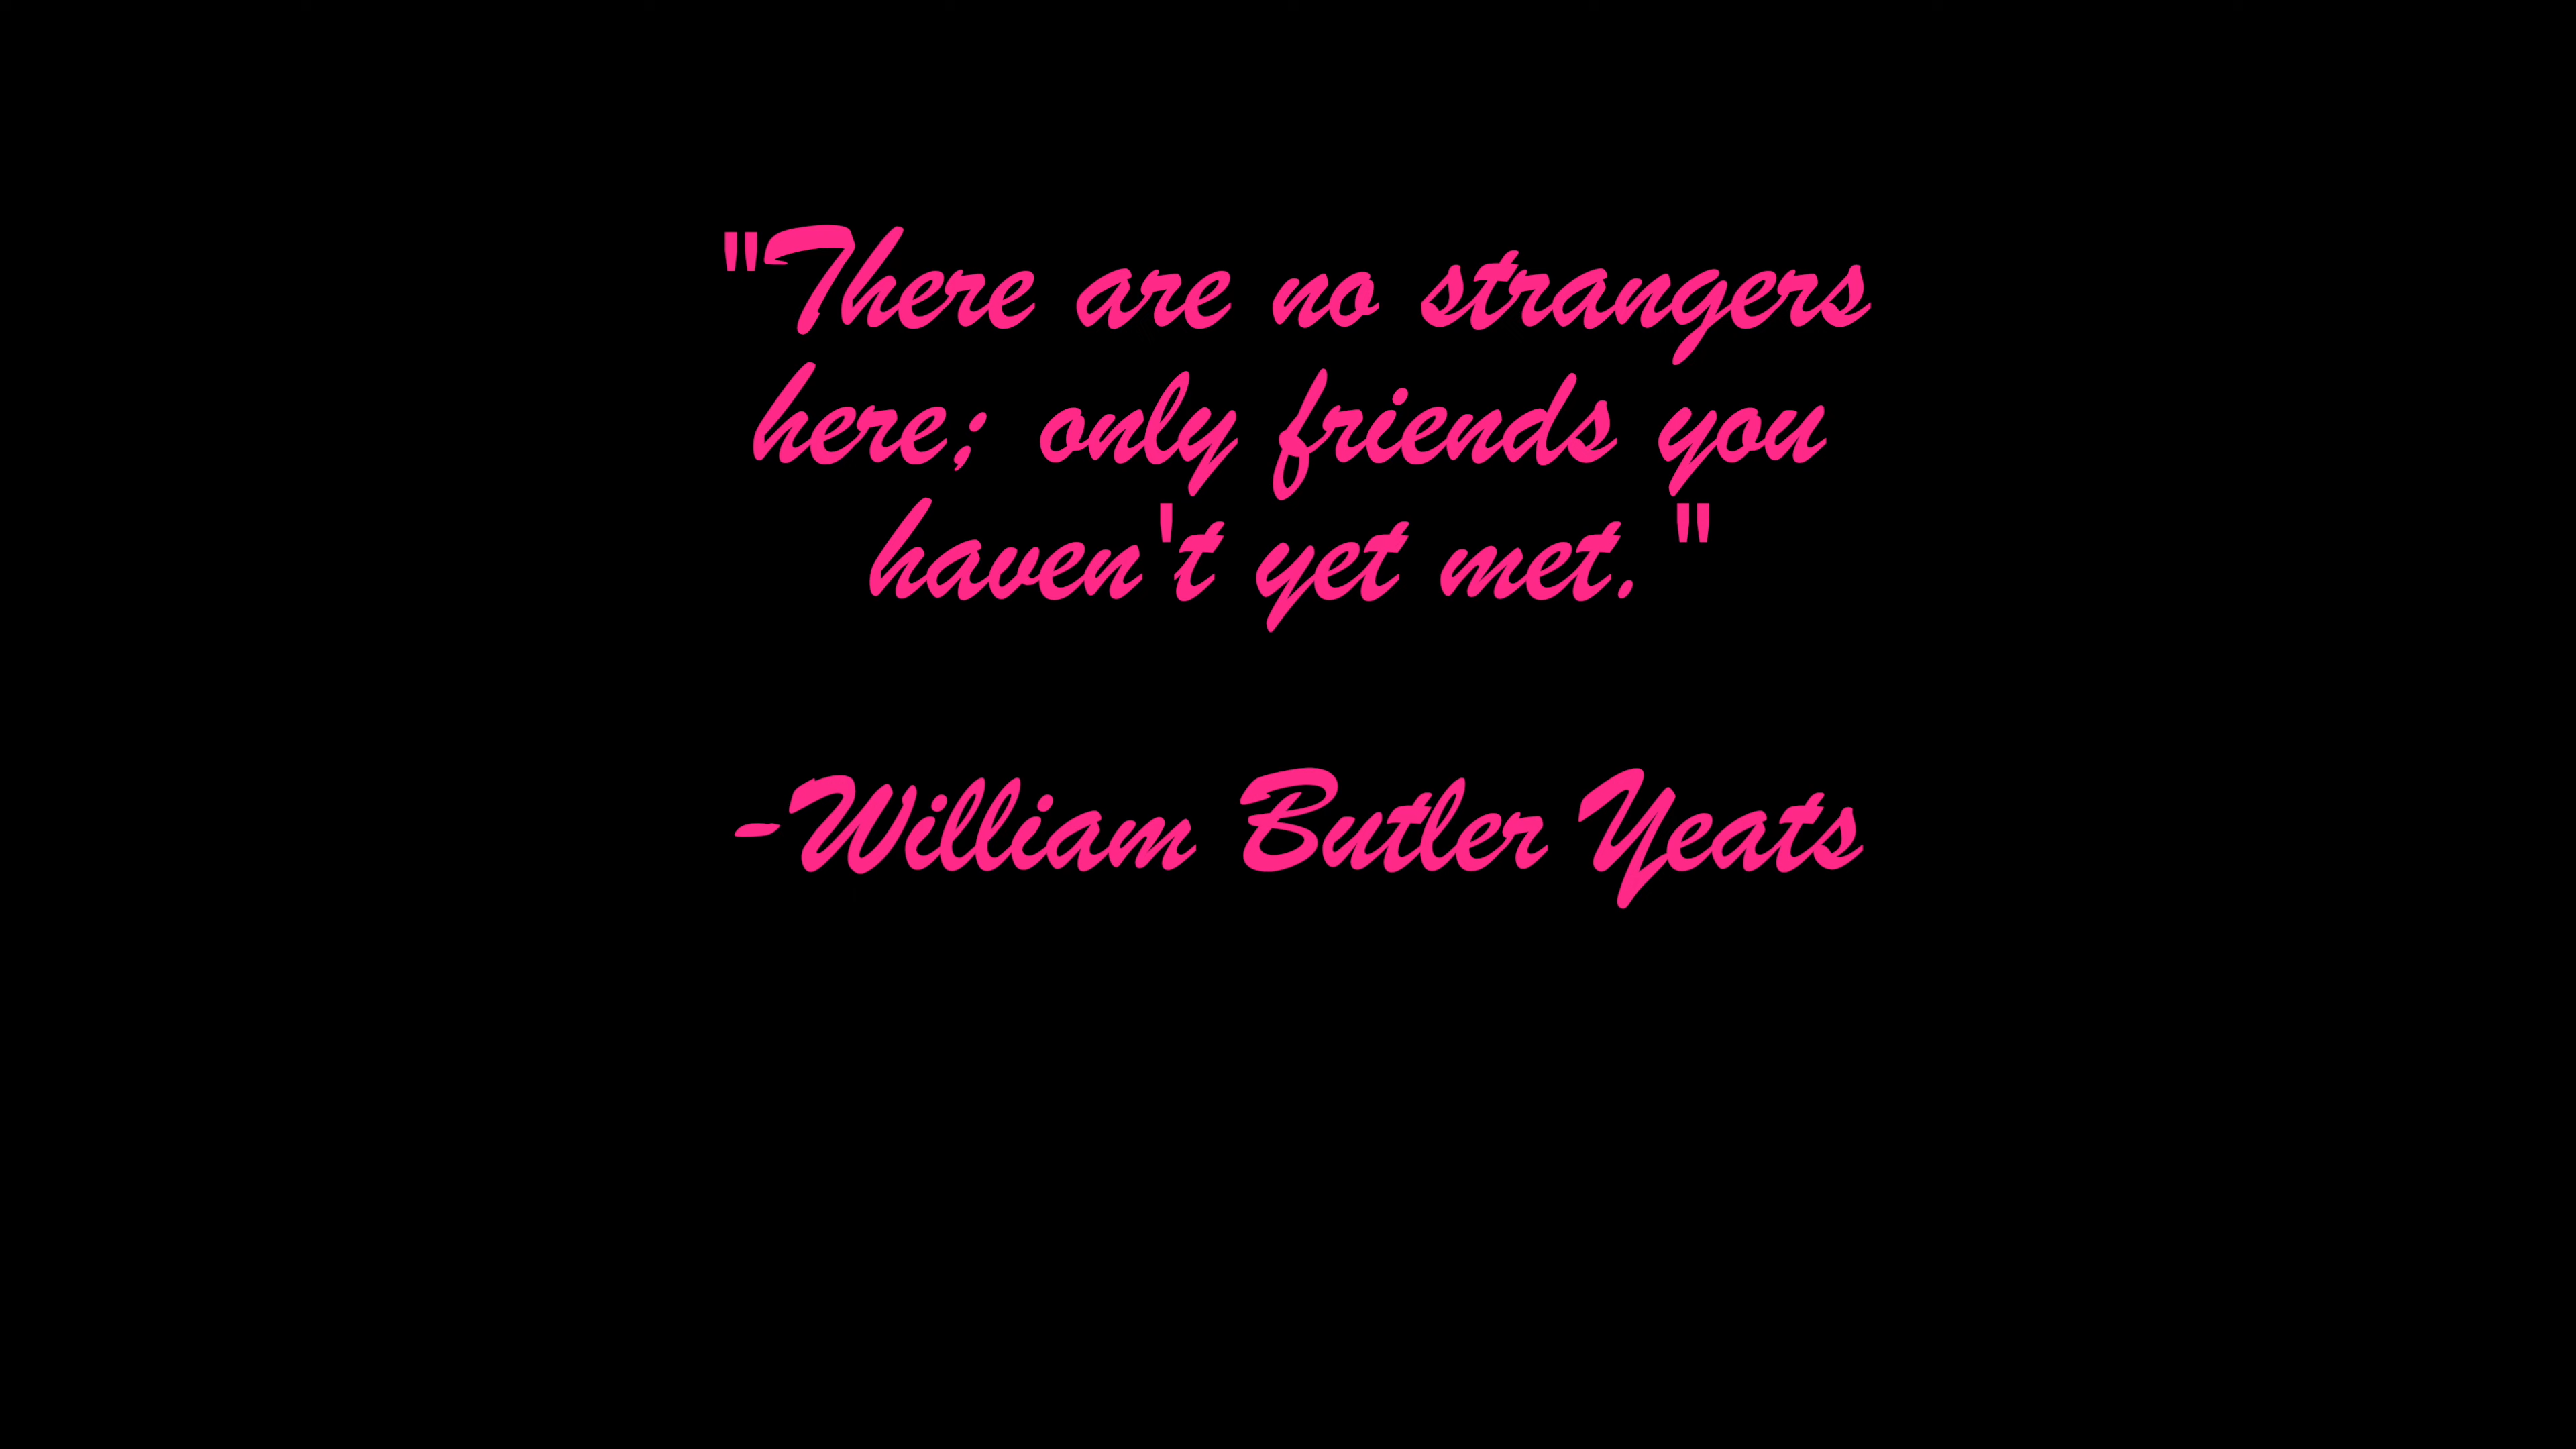 "There are no strangers
here; only friends you
haven't yet met."
-William Butler Yeats